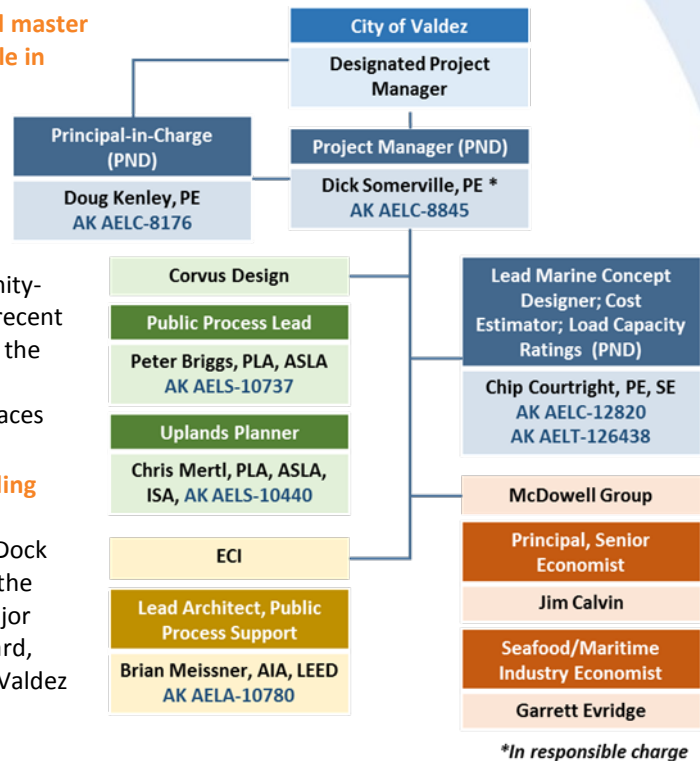 l master
le in
nity-
recent
the
aces
ling
Dock
the
jor
ard,
Valdez
City of Valdez
Designated Project
Manager
Principal-in-Charge
(PND)
Doug Kenley, PE
AK AELC-8176
Project Manager (PND)
Dick Somerville, PE *
AK AELC-8845
Corvus Design
Public Process Lead
Peter Briggs, PLA, ASLA
AK AELS-10737
Uplands Planner
Chris Mertl, PLA, ASLA,
ISA, AK AELS-10440
Lead Marine Concept
Designer; Cost
Estimator; Load Capacity
Ratings (PND)
Chip Courtright, PE, SE
AK AELC-12820
AK AELT-126438
ECI
Lead Architect, Public
Process Support
Brian Meissner, AIA, LEED
AK AELA-10780
McDowell Group
Principal, Senior
Economist
Jim Calvin
Seafood/Maritime
Industry Economist
Garrett Evridge
*In responsible charge